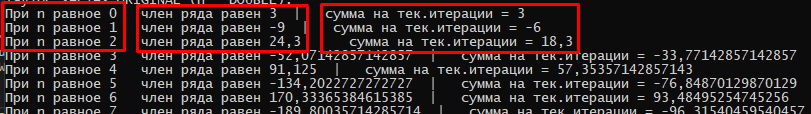 При n равное 0   член ряда равен 3  |   сумма на тек.итерации = 3
При n равное 1   член ряда равен -9  |   сумма на тек.итерации = -6
При n равное 2   член ряда равен 24,3  |   сумма на тек.итерации = 18,3
При n равное 3   член ряда равен -52,07142857142857  |   сумма на тек.итерации = -33,77142857142857
При n равное 4   член ряда равен 91,125  |   сумма на тек.итерации = 57,35357142857143
При n равное 5   член ряда равен -134,2022727272727  |   сумма на тек.итерации = -76,84870129870129
При n равное 6   член ряда равен 170,33365384615385  |   сумма на тек.итерации = 93,48495254745256
При n равное 7   член ряда равен -189,80035714285714  |   сумма на тек.итерации = -96,31540459540457